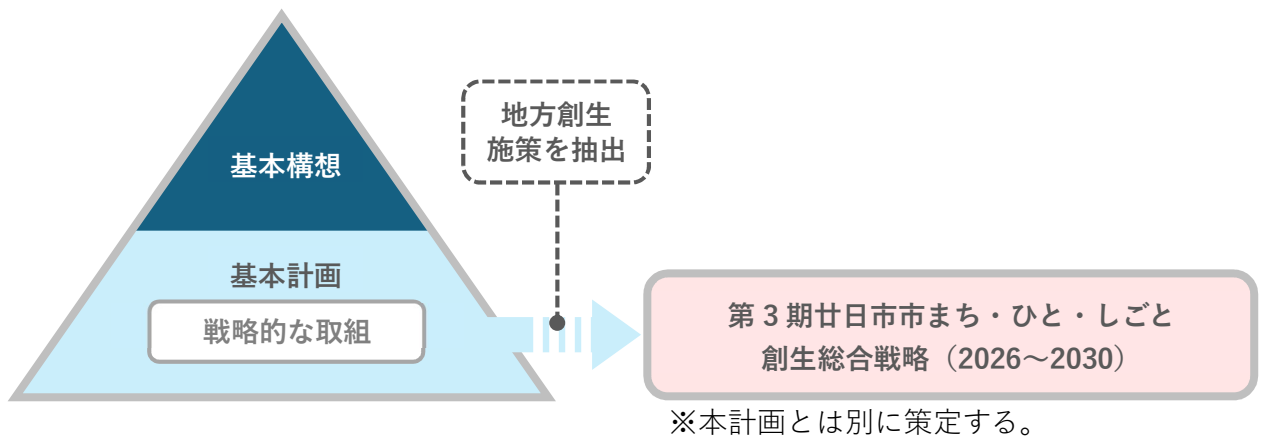 地方創生
施策を抽出
基本構想
基本計画
戦略的な取組
第 3 期廿日市市まち・ひと・しごと
創生総合戦略（2026～2030）
※本計画とは別に策定する。